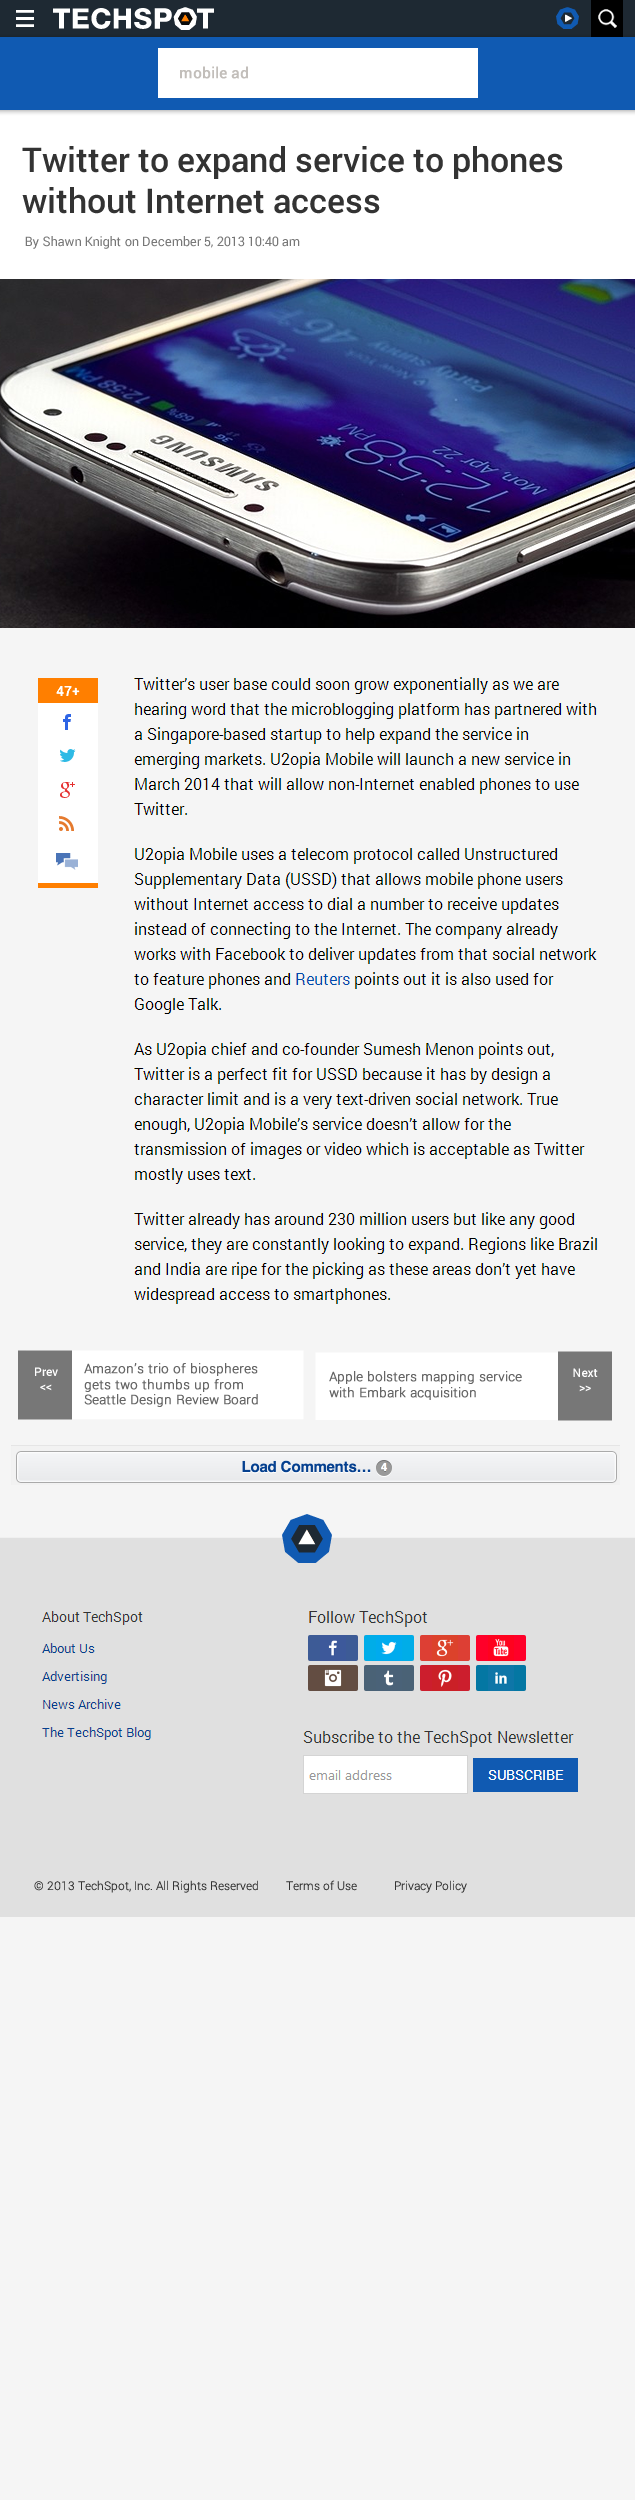 TECHSPOT
mobile ad
Twitter to expand service to phones
without Internet access
By Shawn Knight on December 5, 2013 10:40 am
SAMSUNG
12:58 PM
68%
3G
36
46°F
New York
Partly Sunny
12:58PM
Mon, Apr 22
47+
Twitter’s user base could soon grow exponentially as we are
hearing word that the microblogging platform has partnered with
a Singapore-based startup to help expand the service in
emerging markets. U2opia Mobile will launch a new service in
March 2014 that will allow non-Internet enabled phones to use
Twitter.
U2opia Mobile uses a telecom protocol called Unstructured
Supplementary Data (USSD) that allows mobile phone users
without Internet access to dial a number to receive updates
instead of connecting to the Internet. The company already
works with Facebook to deliver updates from that social network
to feature phones and Reuters points out it is also used for
Google Talk.
As U2opia chief and co-founder Sumesh Menon points out,
Twitter is a perfect fit for USSD because it has by design a
character limit and is a very text-driven social network. True
enough, U2opia Mobile’s service doesn’t allow for the
transmission of images or video which is acceptable as Twitter
mostly uses text.
Twitter already has around 230 million users but like any good
service, they are constantly looking to expand. Regions like Brazil
and India are ripe for the picking as these areas don’t yet have
widespread access to smartphones.
Prev
<<
Amazon’s trio of biospheres
gets two thumbs up from
Seattle Design Review Board
Apple bolsters mapping service
with Embark acquisition
Next
>>
Load Comments... 4
About TechSpot
About Us
Advertising
News Archive
The TechSpot Blog
Follow TechSpot
You Tube
Subscribe to the TechSpot Newsletter
email address
SUBSCRIBE
© 2013 TechSpot, Inc. All Rights Reserved Terms of Use Privacy Policy